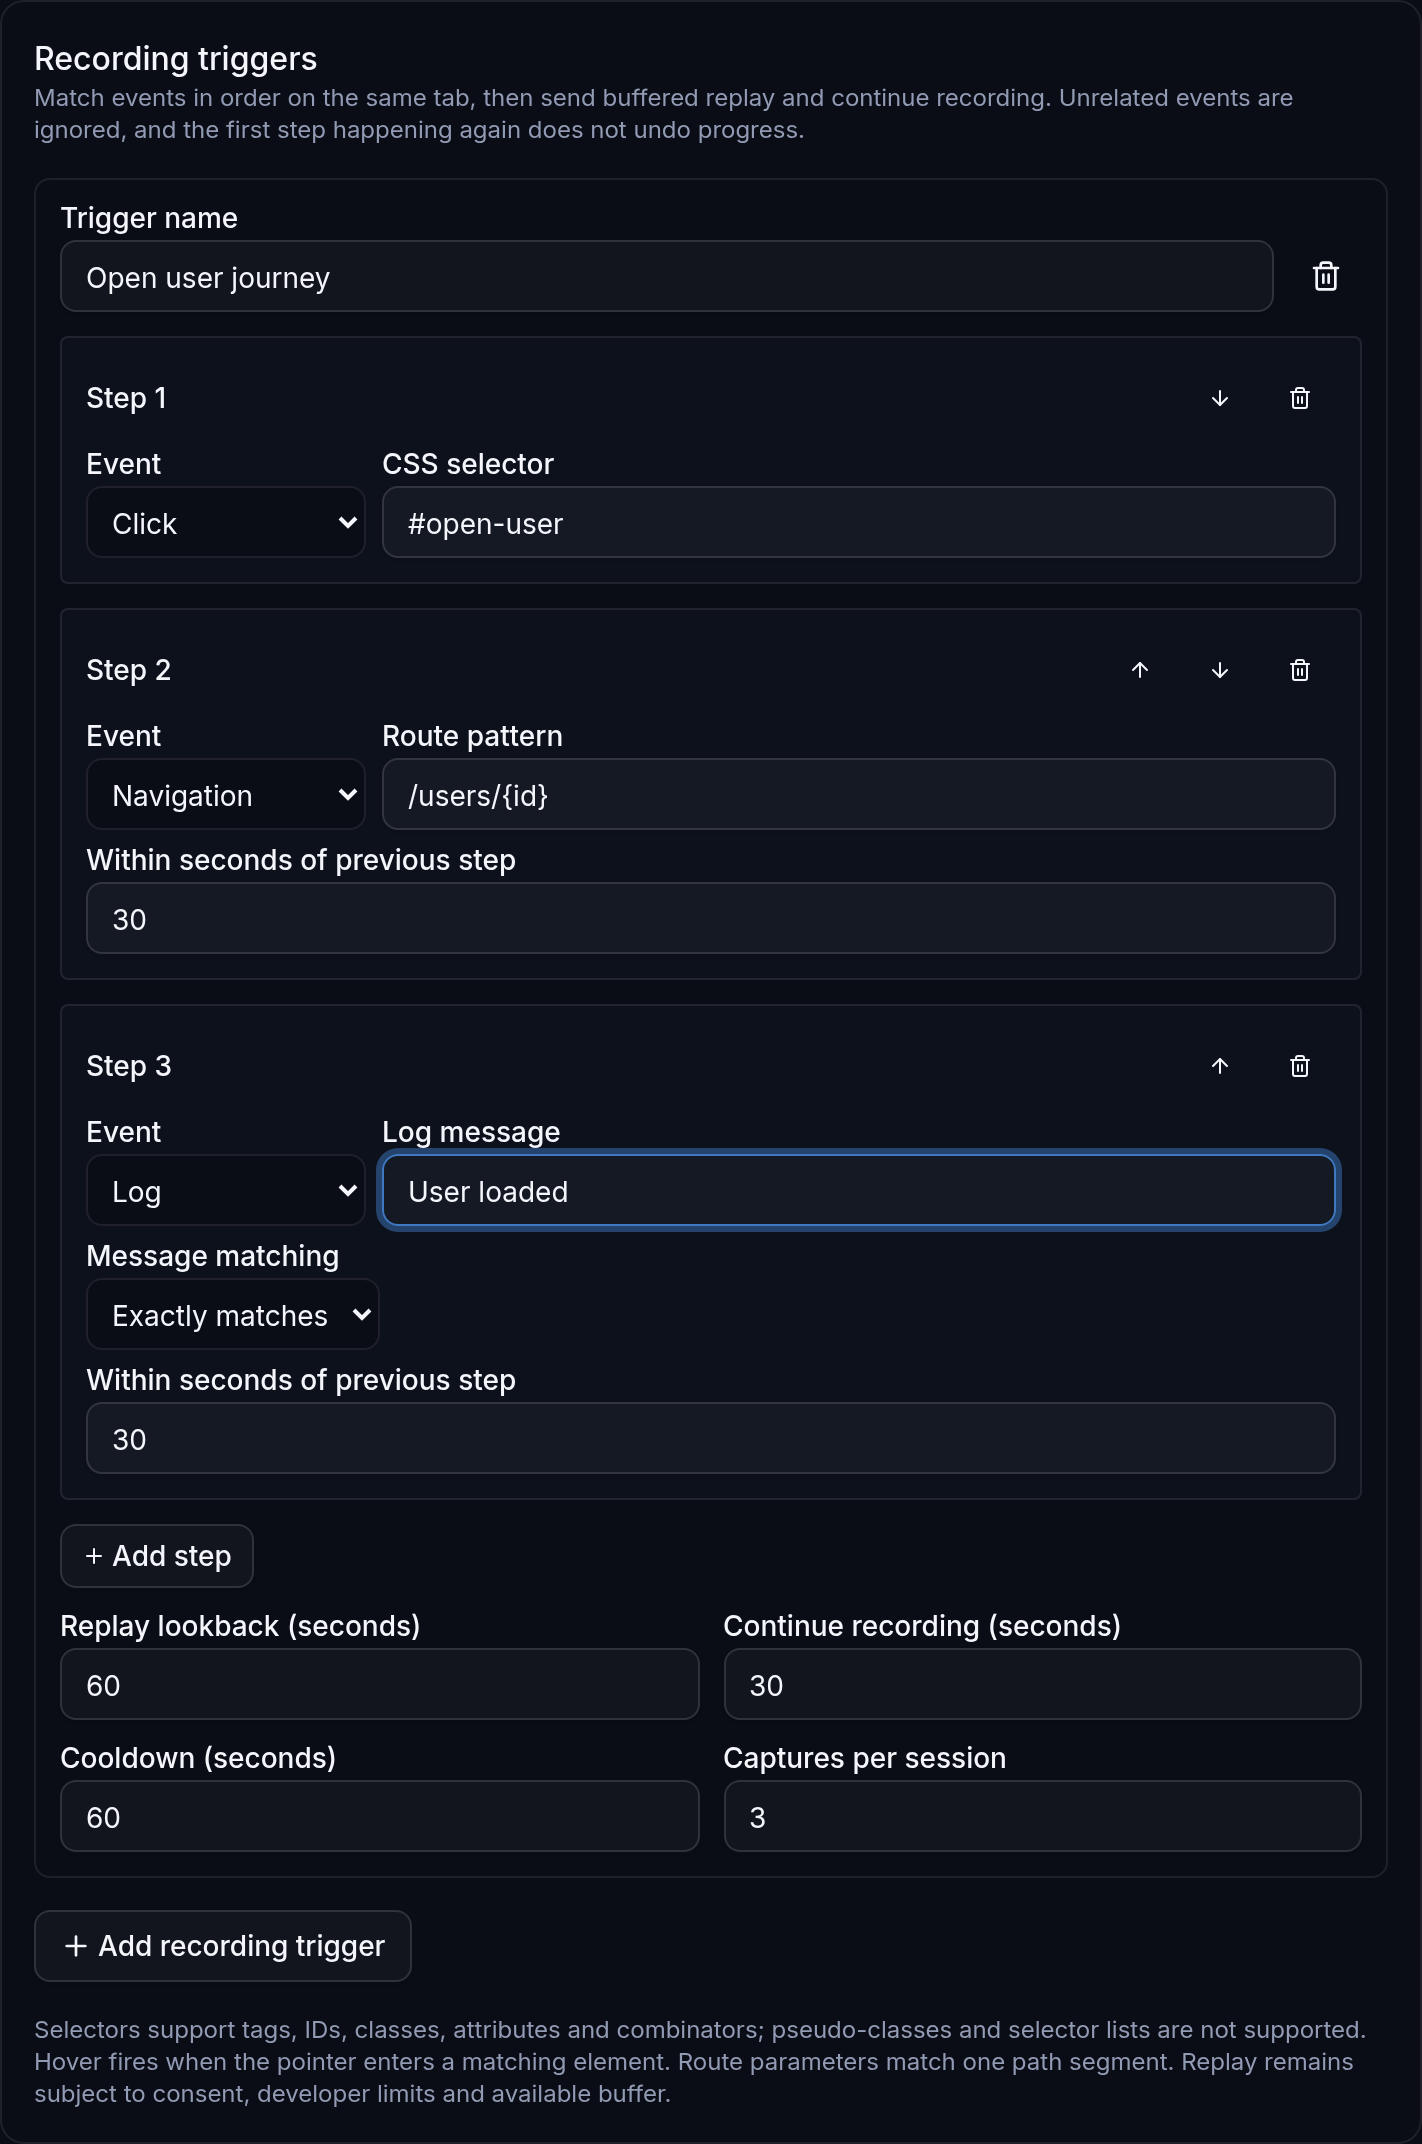 Recording triggers
Match events in order on the same tab, then send buffered replay and continue recording. Unrelated events are
ignored, and the first step happening again does not undo progress.
Trigger name
Open user journey
Step 1
Event
CSS selector
Click
#open-user
Step 2
Event
Route pattern
Navigation
/users/{id}
Within seconds of previous step
30
Step 3
Event
Log message
Log
User loaded
Message matching
Exactly matches
Within seconds of previous step
30
+ Add step
Replay lookback (seconds)
Continue recording (seconds)
60
30
Cooldown (seconds)
Captures per session
60
3
+ Add recording trigger
Selectors support tags, IDs, classes, attributes and combinators; pseudo-classes and selector lists are not supported.
Hover fires when the pointer enters a matching element. Route parameters match one path segment. Replay remains
subject to consent, developer limits and available buffer.